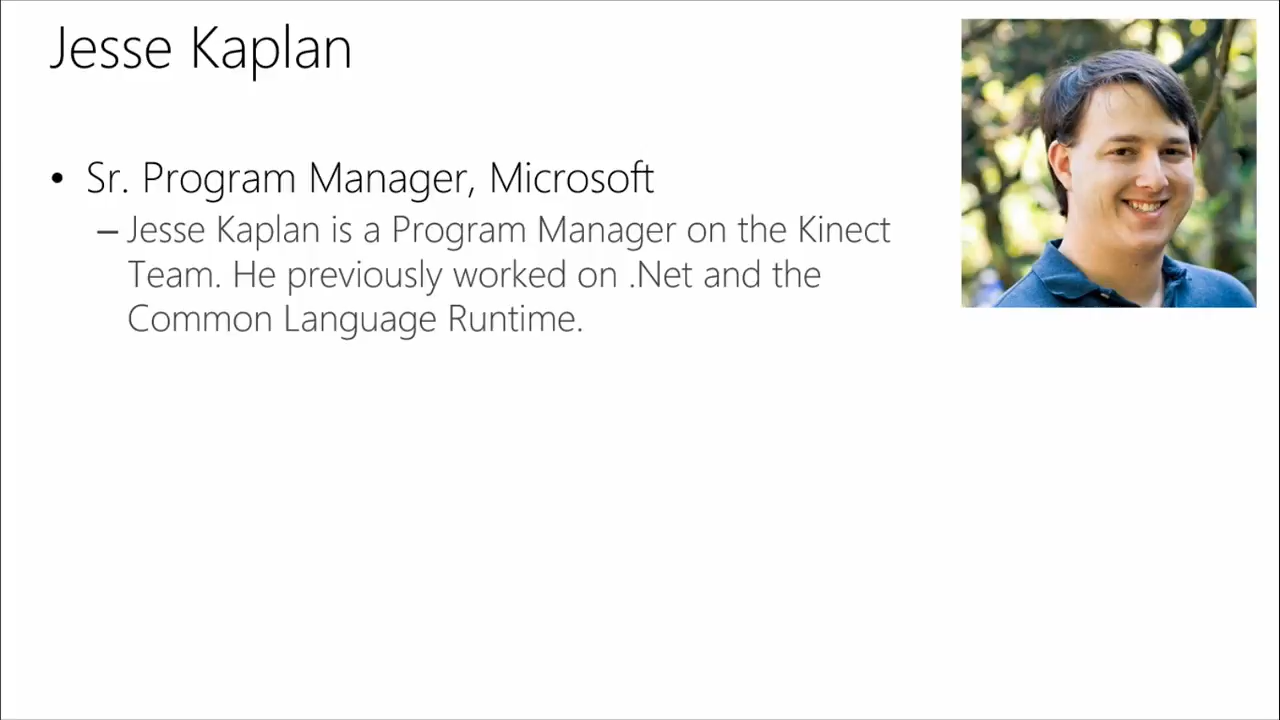 Jesse Kaplan
• Sr. Program Manager, Microsoft
– Jesse Kaplan is a Program Manager on the Kinect
Team. He previously worked on .Net and the
Common Language Runtime.